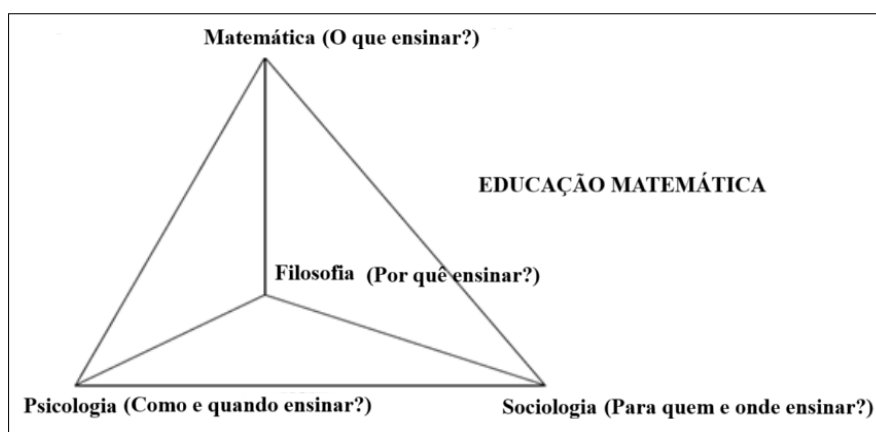 Matemática (O que ensinar?)
EDUCAÇÃO MATEMÁTICA
Filosofia (Por quê ensinar?)
Psicologia (Como e quando ensinar?)
Sociologia (Para quem e onde ensinar?)